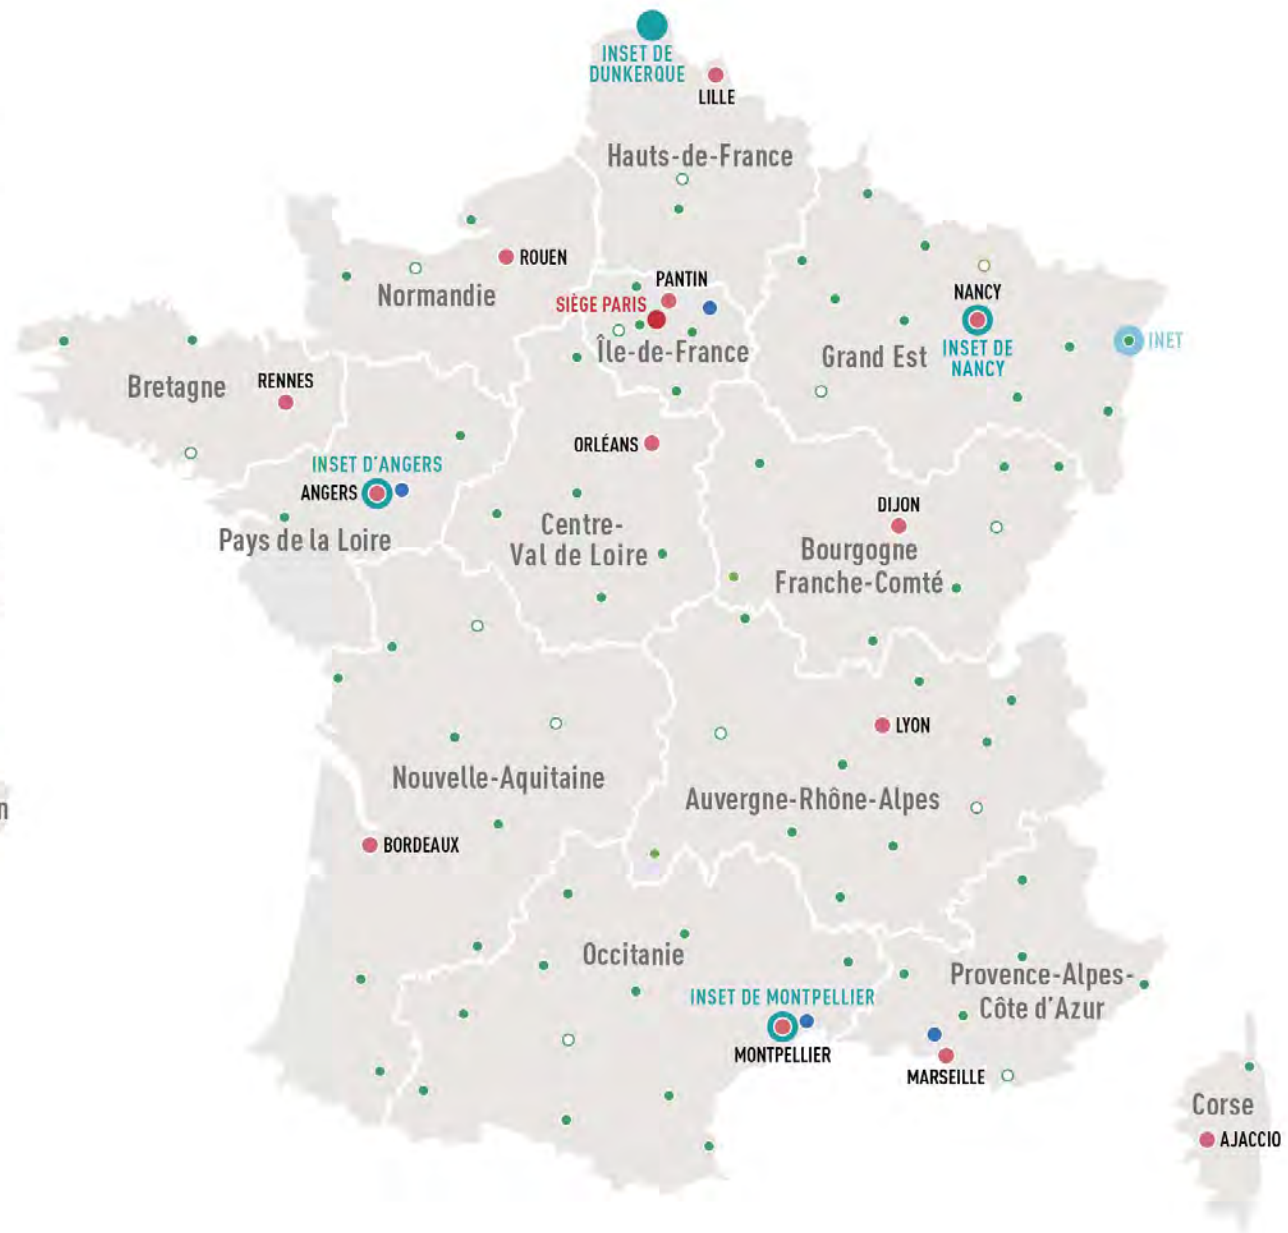 INSET DE
DUNKERQUE
LILLE
Hauts-de-France
ROUEN
Normandie
PANTIN
SIÈGE PARIS
Île-de-France
NANCY
Grand Est
INSET DE
NANCY
INET
Bretagne
RENNES
INSET D'ANGERS
ANGERS
Pays de la Loire
ORLÉANS
Centre-
Val de Loire
DIJON
Bourgogne
Franche-Comté
LYON
Nouvelle-Aquitaine
Auvergne-Rhône-Alpes
n
BORDEAUX
Occitanie
INSET DE MONTPELLIER
MONTPELLIER
Provence-Alpes-
Côte d'Azur
MARSEILLE
Corse
AJACCIO